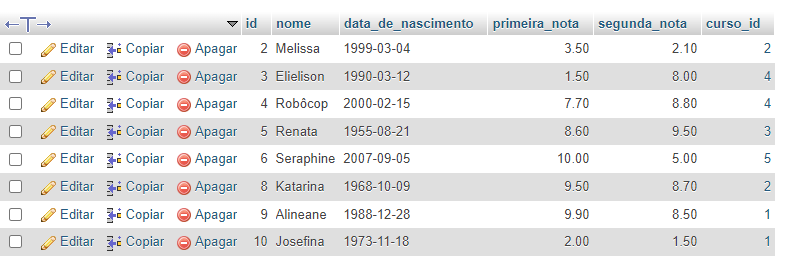 id nome data_de_nascimento primeira_nota segunda_nota curso_id
Editar Copiar Apagar 2 Melissa 1999-03-04 3.50 2.10 2
Editar Copiar Apagar 3 Elielison 1990-03-12 1.50 8.00 4
Editar Copiar Apagar 4 Robôcop 2000-02-15 7.70 8.80 4
Editar Copiar Apagar 5 Renata 1955-08-21 8.60 9.50 3
Editar Copiar Apagar 6 Seraphine 2007-09-05 10.00 5.00 5
Editar Copiar Apagar 8 Katarina 1968-10-09 9.50 8.70 2
Editar Copiar Apagar 9 Alineane 1988-12-28 9.90 8.50 1
Editar Copiar Apagar 10 Josefina 1973-11-18 2.00 1.50 1